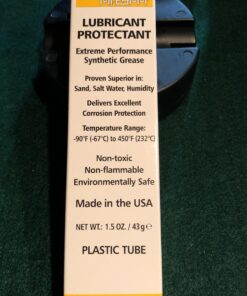 LUBRICANT
PROTECTANT
Extreme Performance
Synthetic Grease
Proven Superior in:
Sand, Salt Water, Humidity
Delivers Excellent
Corrosion Protection
Temperature Range:
-90˚F (-67˚C) to 450˚F (232˚C)
Non-toxic
Non-flammable
Environmentally Safe
Made in the USA
NET WT.: 1.5 OZ. / 43 g ℮
PLASTIC TUBE